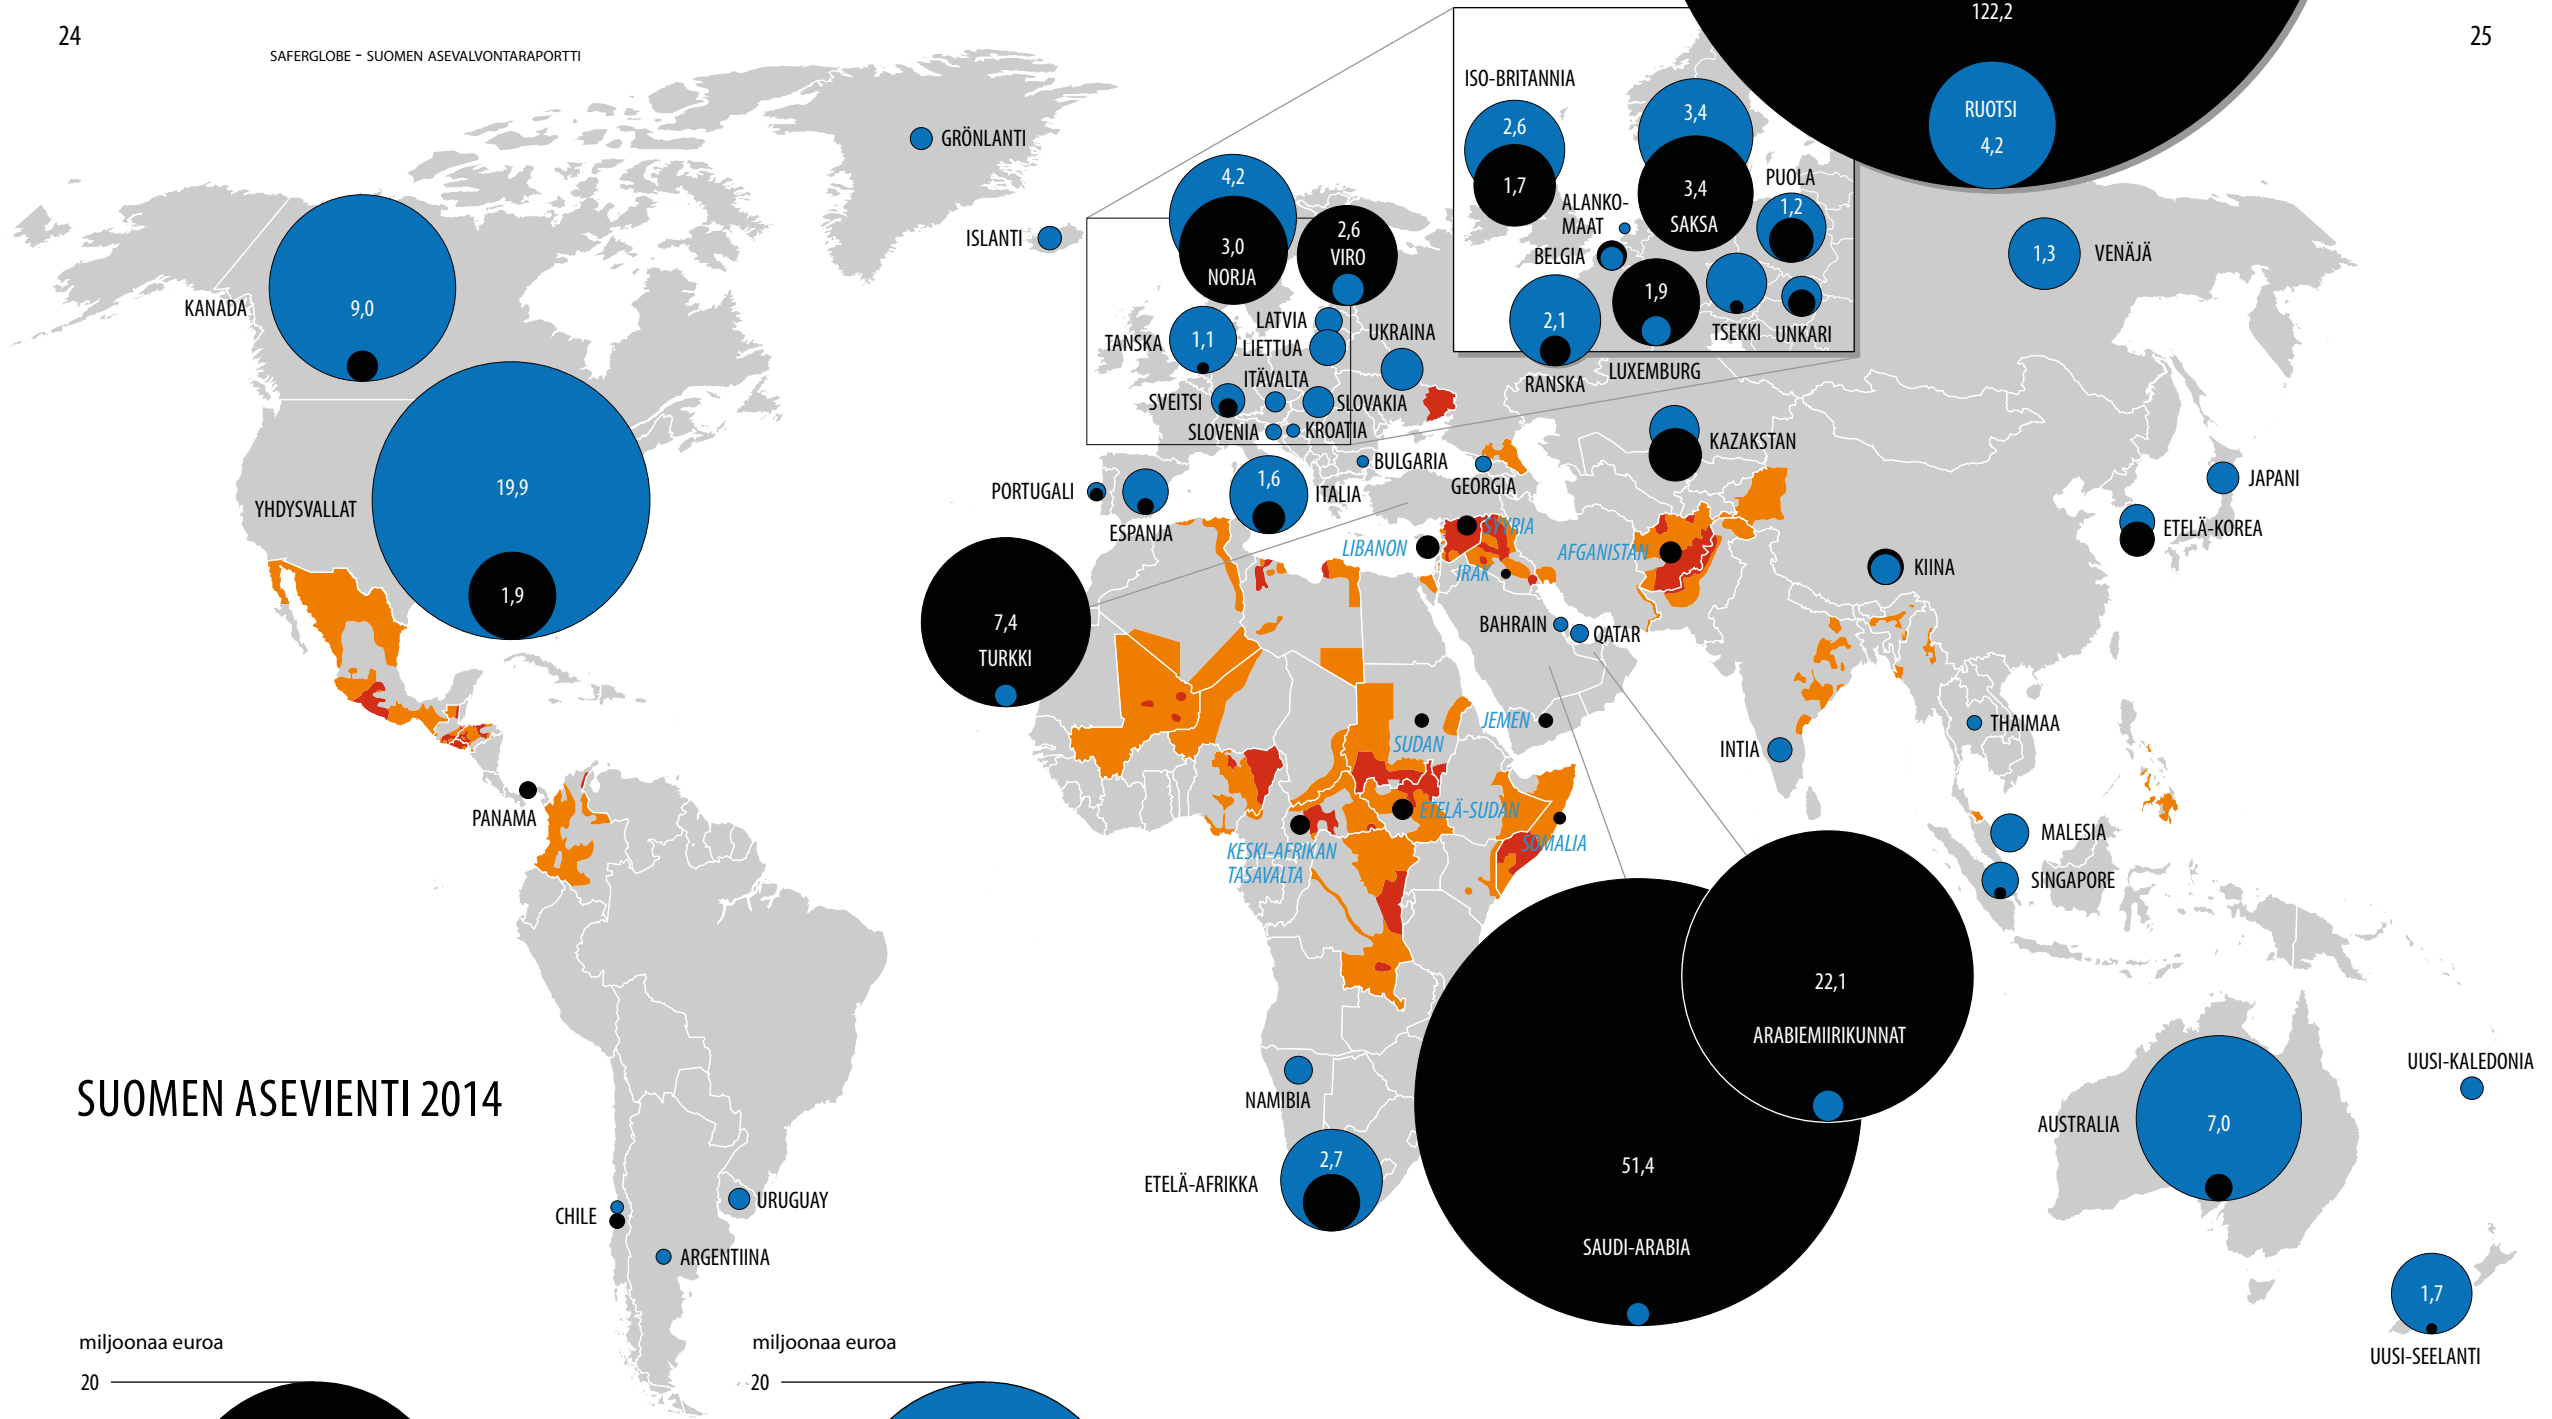 24
SAFERGLOBE - SUOMEN ASEVALVONTARAPORTTI
25
122,2
RUOTSI
4,2
ISO-BRITANNIA
2,6
1,7
3,4
3,4
SAKSA
PUOLA
1,2
ALANKO-
MAAT
BELGIA
1,9
LUXEMBURG
2,1
RANSKA
TSEKKI
UNKARI
GRÖNLANTI
ISLANTI
KANADA
9,0
YHDYSVALLAT
19,9
1,9
4,2
3,0
NORJA
2,6
VIRO
TANSKA
1,1
LATVIA
LIETTUA
UKRAINA
ITÄVALTA
SVEITSI
SLOVAKIA
SLOVENIA
KROATIA
BULGARIA
PORTUGALI
ESPANJA
1,6
ITALIA
GEORGIA
KAZAKSTAN
VENÄJÄ
1,3
JAPANI
ETELÄ-KOREA
KIINA
SYYRIA
LIBANON
IRAK
AFGANISTAN
BAHRAIN
QATAR
7,4
TURKKI
JEMEN
SUDAN
ETELÄ-SUDAN
SOMALIA
KESKI-AFRIKAN
TASAVALTA
INTIA
THAIMAA
MALESIA
SINGAPORE
PANAMA
22,1
ARABIEMIIRIKUNNAT
51,4
SAUDI-ARABIA
NAMIBIA
2,7
ETELÄ-AFRIKKA
UUSI-KALEDONIA
AUSTRALIA
7,0
1,7
UUSI-SEELANTI
SUOMEN ASEVIENTI 2014
CHILE
URUGUAY
ARGENTIINA
miljoonaa euroa
20
miljoonaa euroa
20